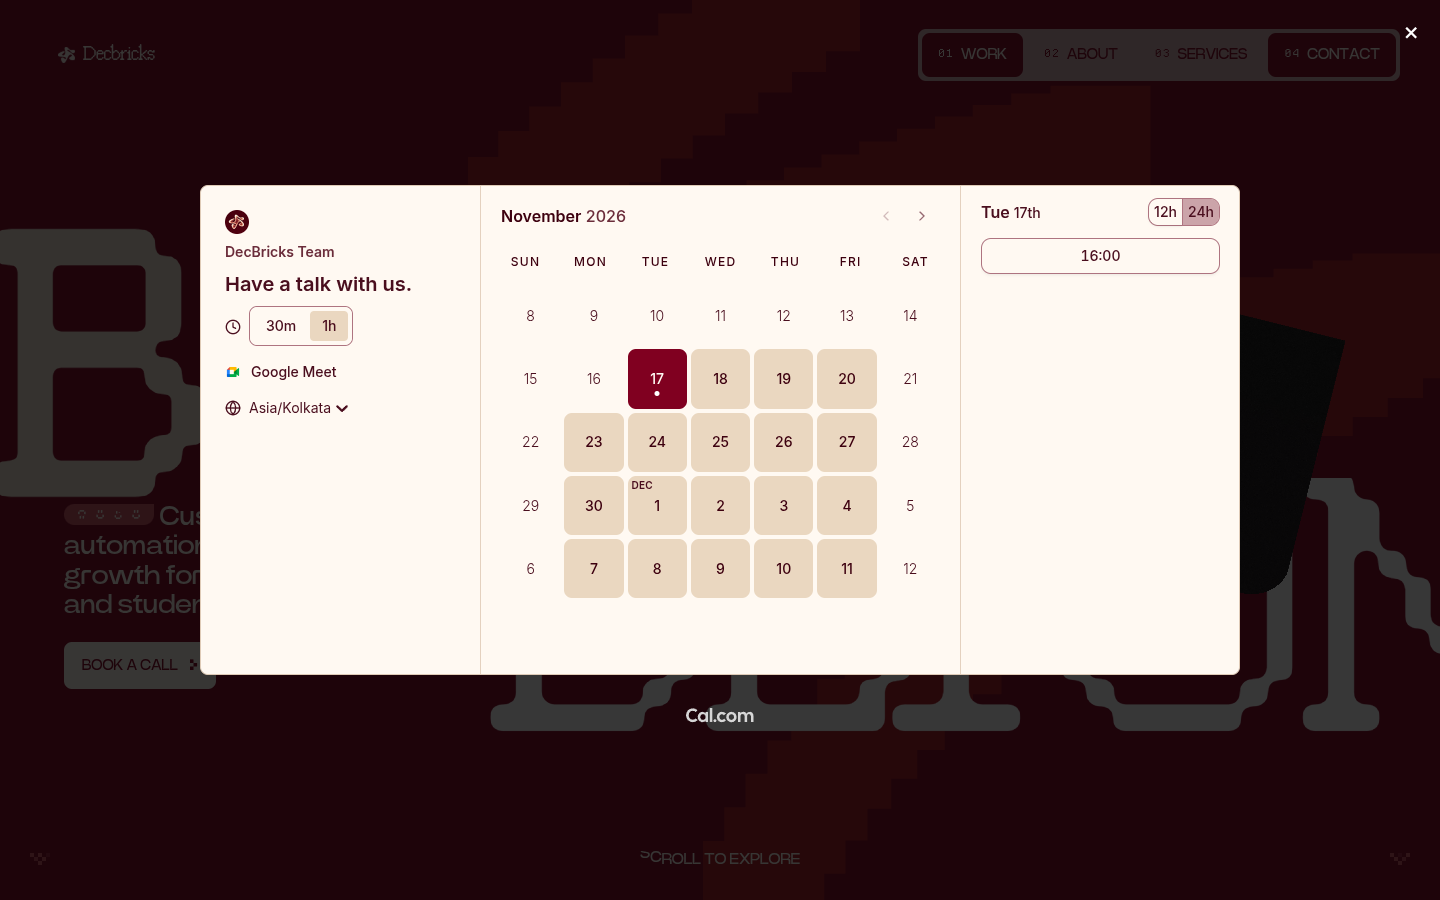 Decbricks
01 WORK 02 ABOUT 03 SERVICES 04 CONTACT
DecBricks Team
Have a talk with us.
30m 1h
Google Meet
Asia/Kolkata
November 2026
SUN MON TUE WED THU FRI SAT
8 9 10 11 12 13 14
15 16 17 18 19 20 21
22 23 24 25 26 27 28
DEC
29 30 1 2 3 4 5
6 7 8 9 10 11 12
Tue 17th
12h 24h
16:00
automation
growth for
BOOK A CALL
Cal.com
SCROLL TO EXPLORE